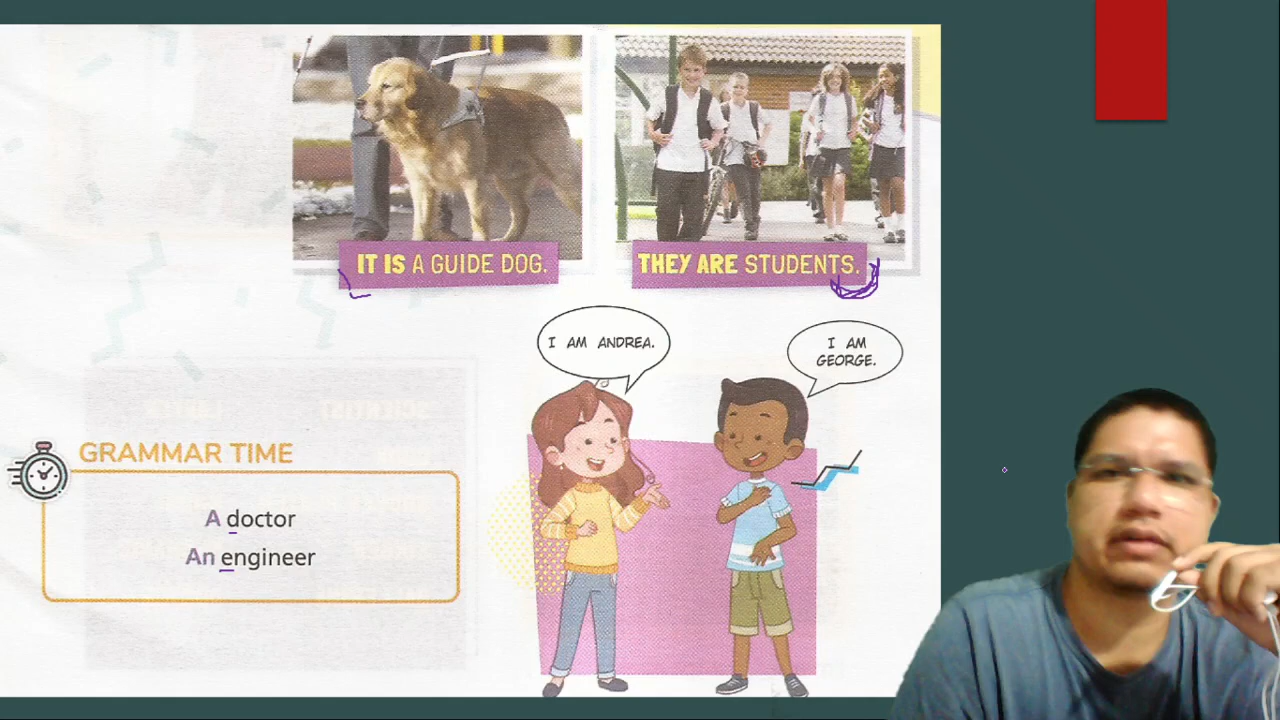 IT IS A GUIDE DOG.
THEY ARE STUDENTS.
I AM ANDREA.
I AM
GEORGE.
GRAMMAR TIME
A doctor
An engineer